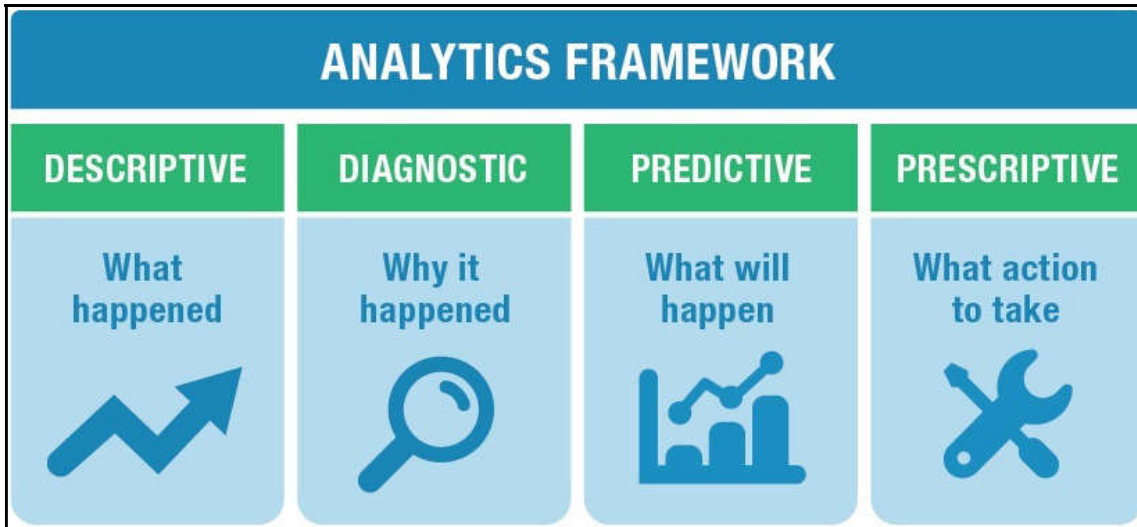 ANALYTICS FRAMEWORK
DESCRIPTIVE
What
happened
DIAGNOSTIC
Why it
happened
PREDICTIVE
What will
happen
PRESCRIPTIVE
What action
to take